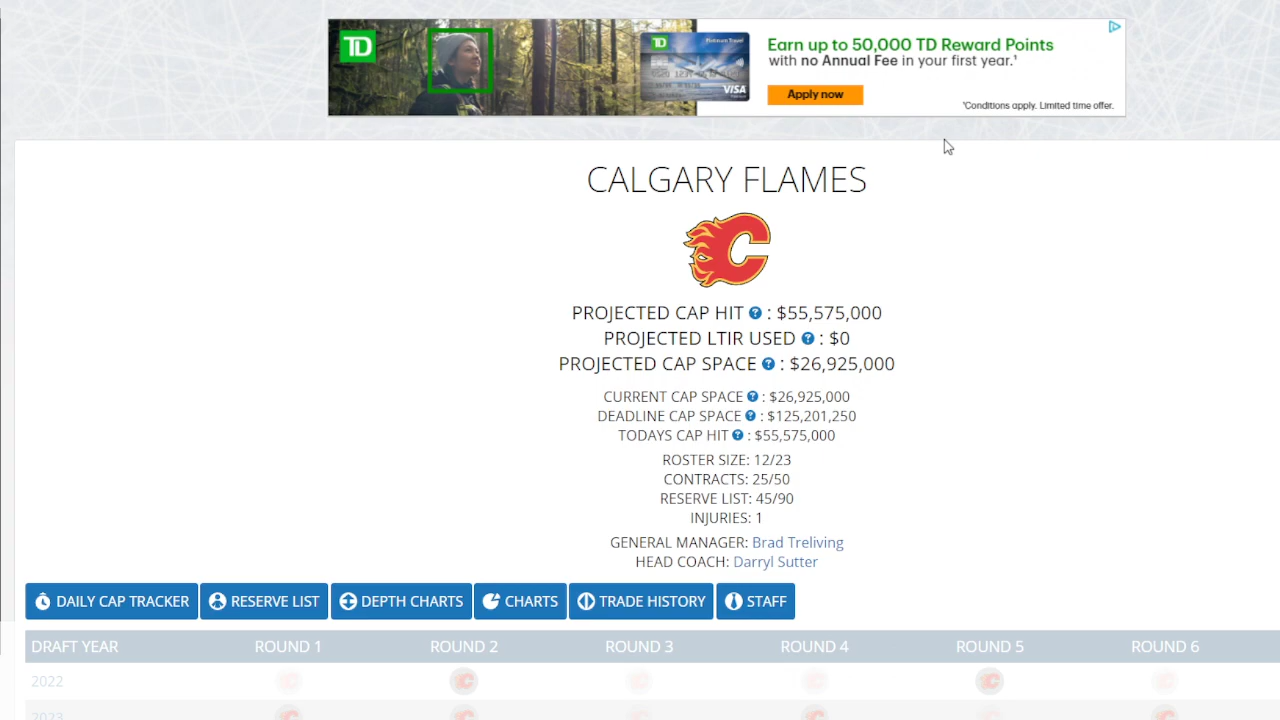 TD
TD Platinum Travel
VISA
Earn up to 50,000 TD Reward Points
with no Annual Fee in your first year.¹
Apply now
¹Conditions apply. Limited time offer.
CALGARY FLAMES
PROJECTED CAP HIT ? : $55,575,000
PROJECTED LTIR USED ? : $0
PROJECTED CAP SPACE ? : $26,925,000
CURRENT CAP SPACE ? : $26,925,000
DEADLINE CAP SPACE ? : $125,201,250
TODAYS CAP HIT ? : $55,575,000
ROSTER SIZE: 12/23
CONTRACTS: 25/50
RESERVE LIST: 45/90
INJURIES: 1
GENERAL MANAGER: Brad Treliving
HEAD COACH: Darryl Sutter
DAILY CAP TRACKER RESERVE LIST DEPTH CHARTS CHARTS TRADE HISTORY STAFF
DRAFT YEAR ROUND 1 ROUND 2 ROUND 3 ROUND 4 ROUND 5 ROUND 6
2022
2023